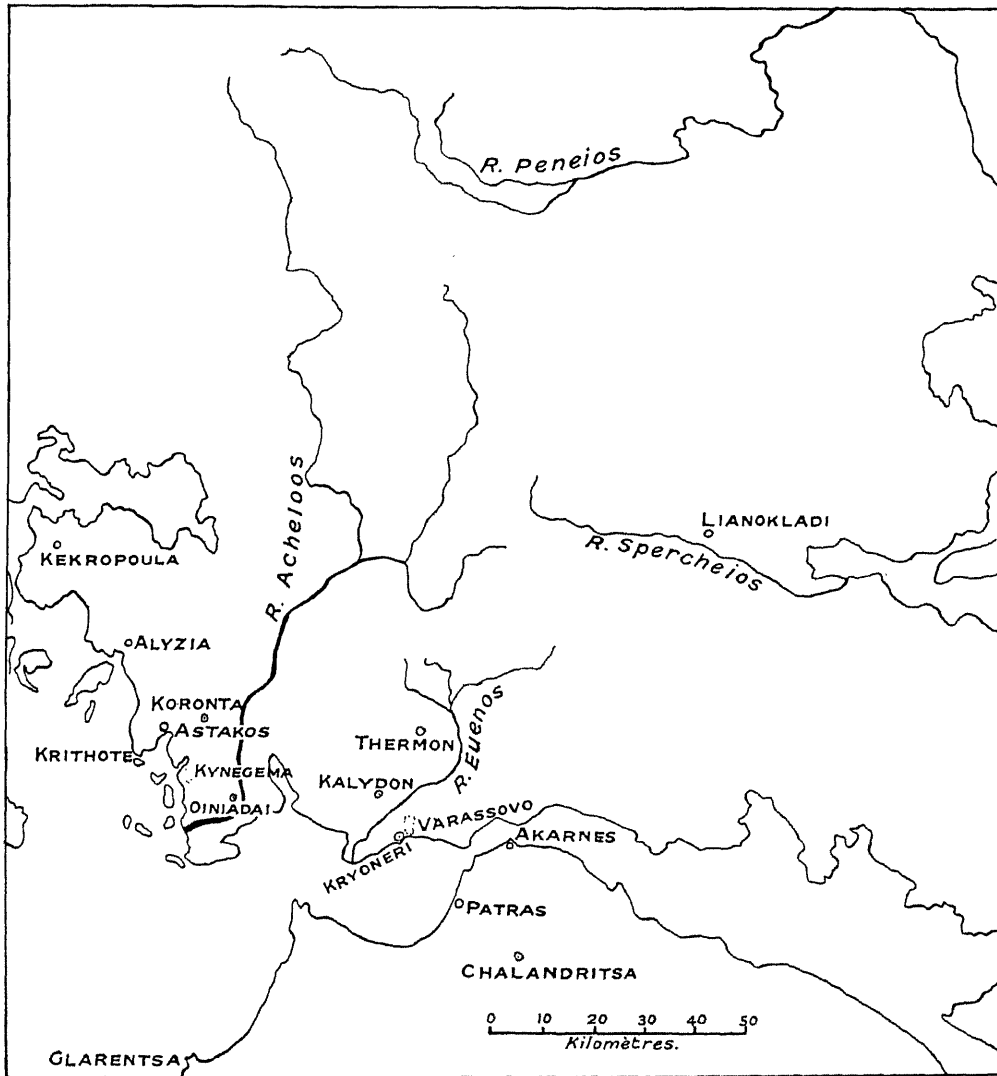 R. Peneios
R. Acheloos
LIANOKLADI
R. Spercheios
KEKROPOULA
ALYZIA
KORONTA
ASTAKOS
KRITHOTE
KYNEGEMA
OINIADAI
THERMON
R. Euenos
KALYDON
VARASSOVO
KRYONERI
AKARNES
PATRAS
CHALANDRITSA
0 10 20 30 40 50
Kilomètres.
GLARENTSA